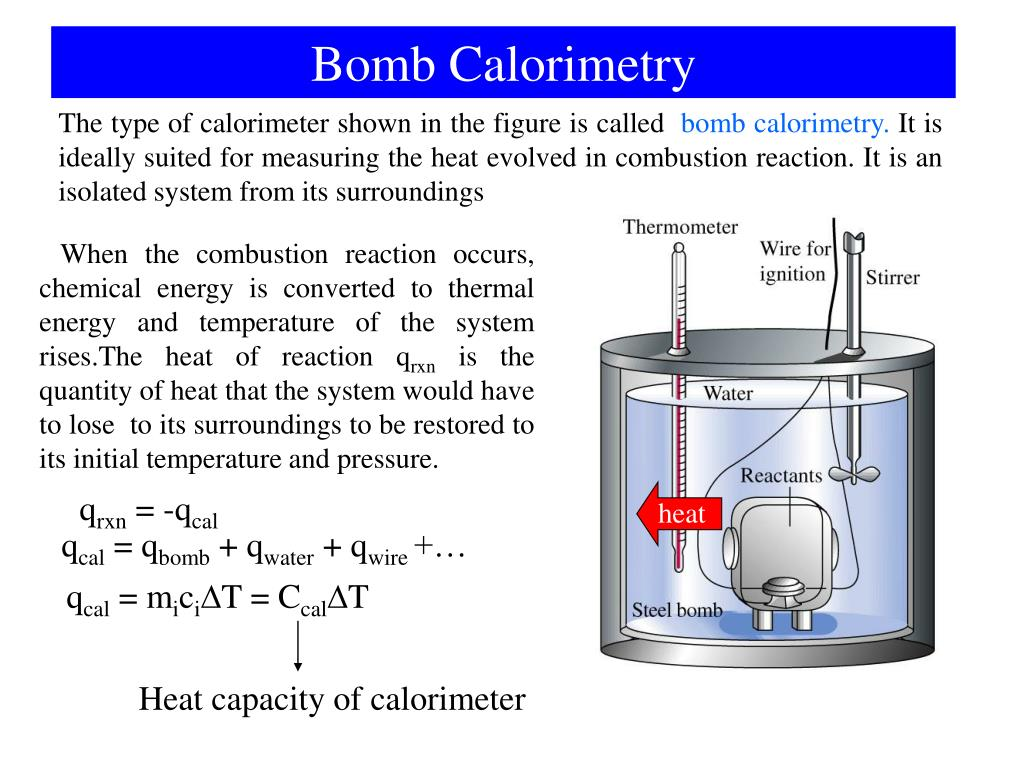 Bomb Calorimetry
The type of calorimeter shown in the figure is called bomb calorimetry. It is
ideally suited for measuring the heat evolved in combustion reaction. It is an
isolated system from its surroundings
When the combustion reaction occurs,
chemical energy is converted to thermal
energy and temperature of the system
rises.The heat of reaction qrxn is the
quantity of heat that the system would have
to lose to its surroundings to be restored to
its initial temperature and pressure.
qrxn = -qcal
qcal = qbomb + qwater + qwire +…
qcal = miciΔT = CcalΔT
Heat capacity of calorimeter
Thermometer
Wire for
ignition
Stirrer
Water
Reactants
heat
Steel bomb